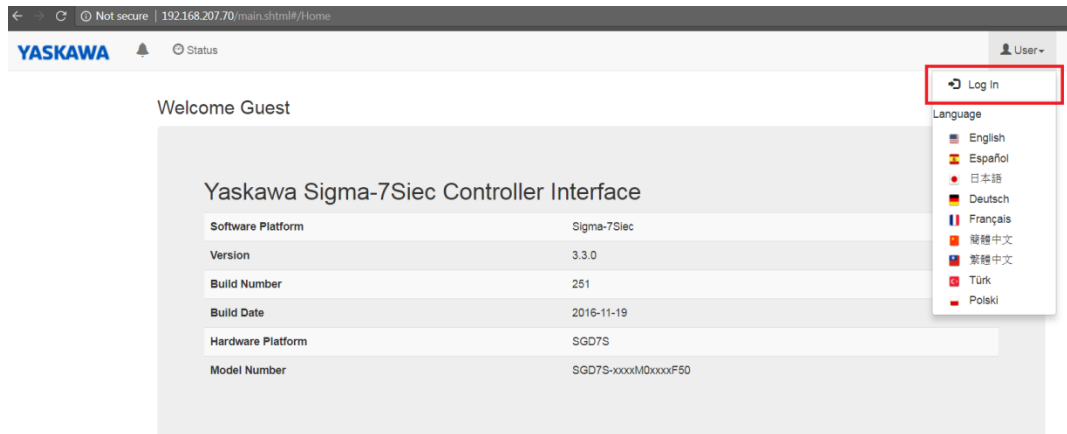 Not secure | 192.168.207.70/main.shtml#/Home
YASKAWA Status User
Log In
Welcome Guest
Language
English
Español
日本語
Deutsch
Français
簡體中文
繁體中文
Türk
Polski
Yaskawa Sigma-7Siec Controller Interface
Software Platform Sigma-7Siec
Version 3.3.0
Build Number 251
Build Date 2016-11-19
Hardware Platform SGD7S
Model Number SGD7S-xxxxM0xxxxF50